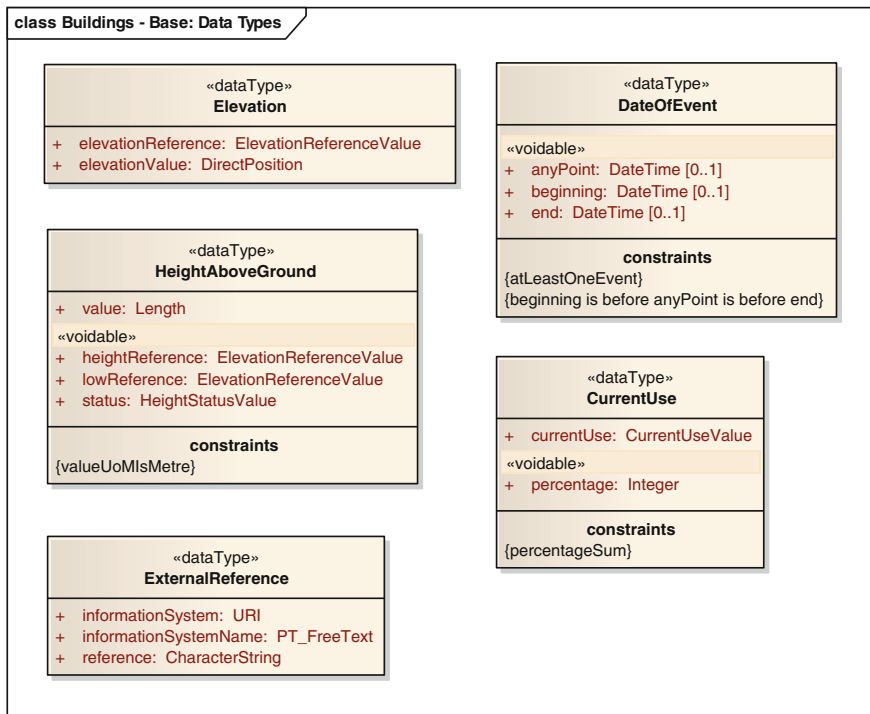 class Buildings - Base: Data Types
«dataType»
Elevation
+ elevationReference: ElevationReferenceValue
+ elevationValue: DirectPosition
«dataType»
DateOfEvent
«voidable»
+ anyPoint: DateTime [0..1]
+ beginning: DateTime [0..1]
+ end: DateTime [0..1]
constraints
{atLeastOneEvent}
{beginning is before anyPoint is before end}
«dataType»
HeightAboveGround
+ value: Length
«voidable»
+ heightReference: ElevationReferenceValue
+ lowReference: ElevationReferenceValue
+ status: HeightStatusValue
constraints
{valueUoMIsMetre}
«dataType»
CurrentUse
+ currentUse: CurrentUseValue
«voidable»
+ percentage: Integer
constraints
{percentageSum}
«dataType»
ExternalReference
+ informationSystem: URI
+ informationSystemName: PT_FreeText
+ reference: CharacterString